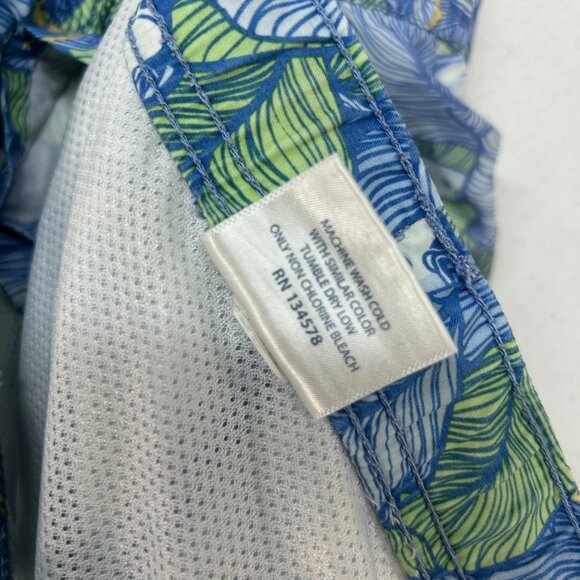 MACHINE WASH COLD
WITH SIMILAR COLOR
TUMBLE DRY LOW
ONLY NON CHLORINE BLEACH
RN 134578